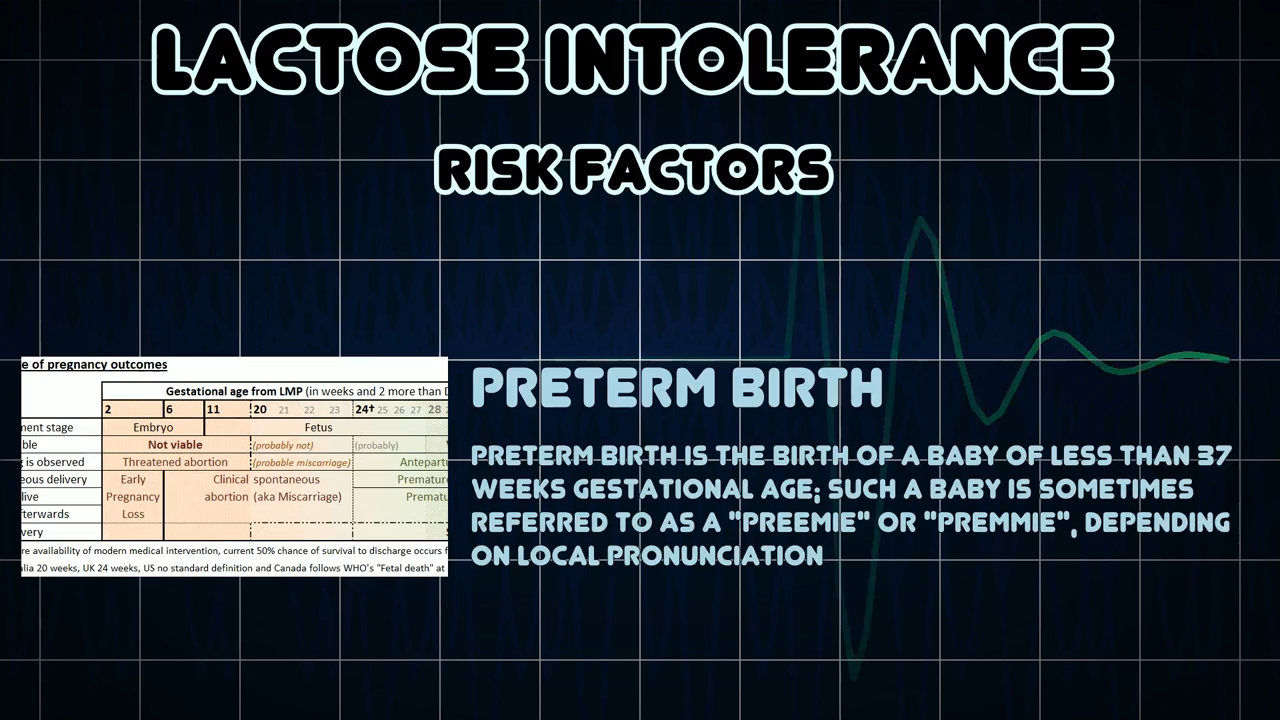 LACTOSE INTOLERANCE
RISK FACTORS
e of pregnancy outcomes
Gestational age from LMP (in weeks and 2 more than D
2 6 11 20 21 22 23 24† 25 26 27 28 2
nent stage Embryo Fetus
ble Not viable (probably not) (probably)
g is observed Threatened abortion (probable miscarriage) Antepartu
eous delivery Early Clinical spontaneous Premature
live Pregnancy abortion (aka Miscarriage) Premat
fterwards Loss
very
re availability of modern medical intervention, current 50% chance of survival to discharge occurs f
lia 20 weeks, UK 24 weeks, US no standard definition and Canada follows WHO's "Fetal death" at
PRETERM BIRTH
PRETERM BIRTH IS THE BIRTH OF A BABY OF LESS THAN 37
WEEKS GESTATIONAL AGE; SUCH A BABY IS SOMETIMES
REFERRED TO AS A "PREEMIE" OR "PREMMIE", DEPENDING
ON LOCAL PRONUNCIATION